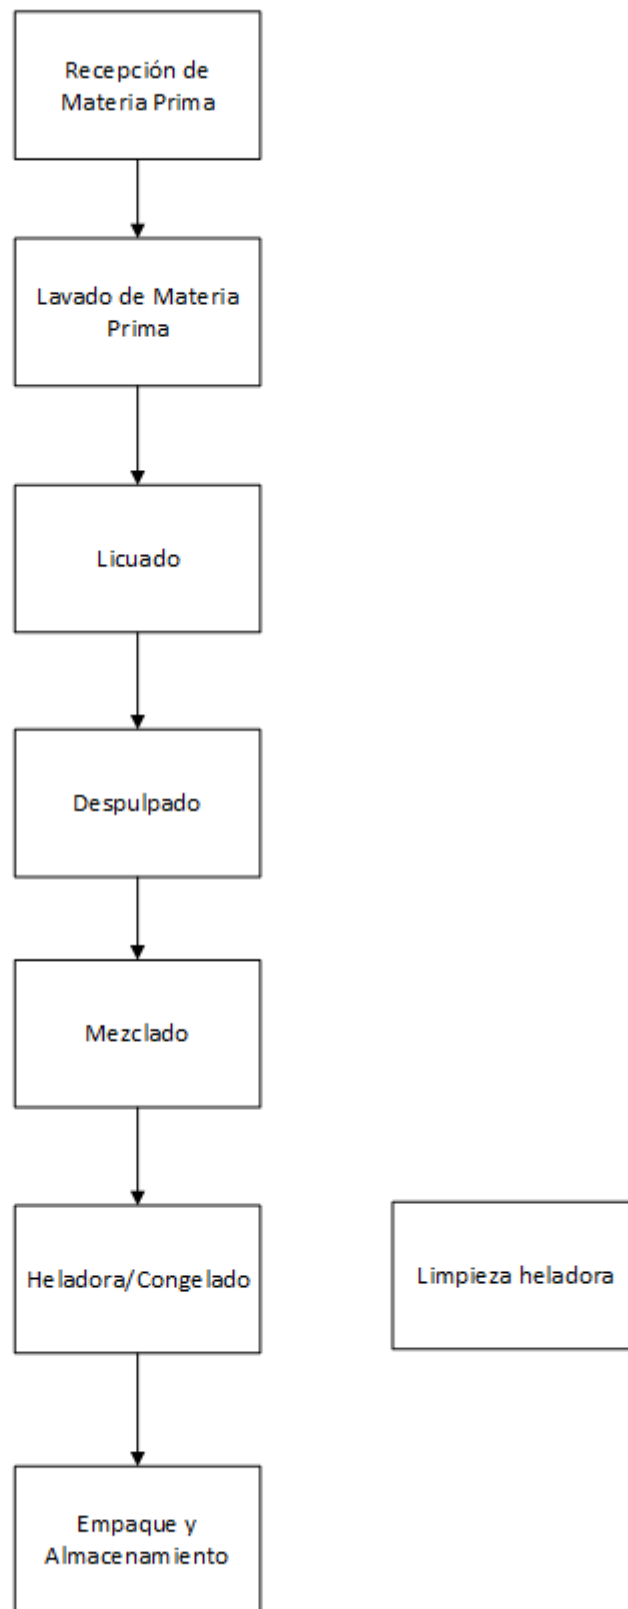 Recepción de
Materia Prima
Lavado de Materia
Prima
Licuado
Despulpado
Mezclado
Heladora/Congelado
Limpieza heladora
Empaque y
Almacenamiento